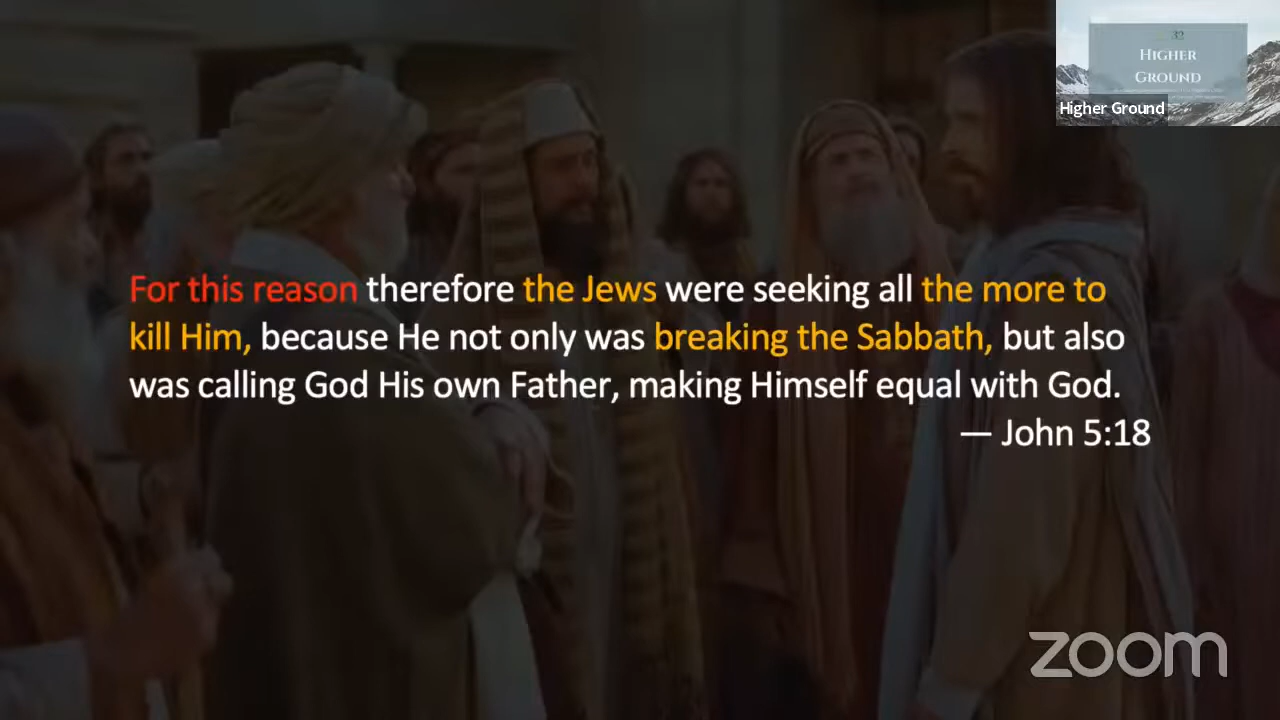 32
HIGHER
GROUND
Higher Ground
For this reason therefore the Jews were seeking all the more to
kill Him, because He not only was breaking the Sabbath, but also
was calling God His own Father, making Himself equal with God.
— John 5:18
zoom